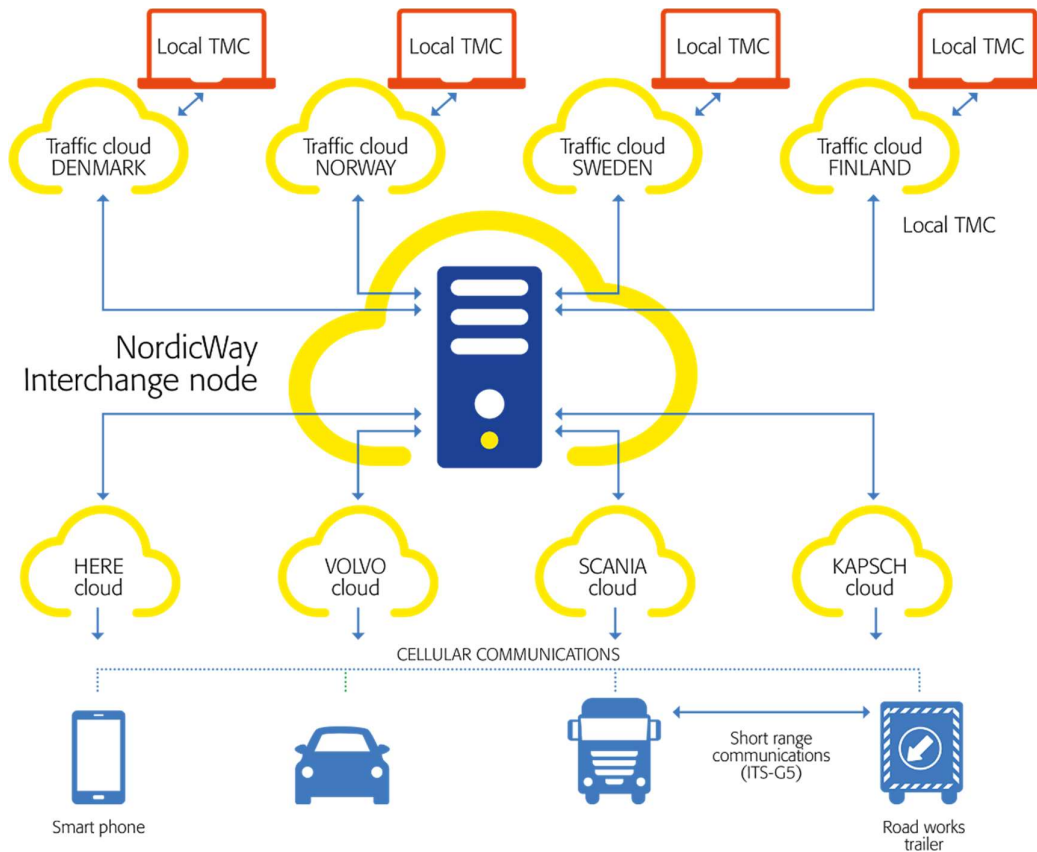 Local TMC
Local TMC
Local TMC
Local TMC
Traffic cloud
DENMARK
Traffic cloud
NORWAY
Traffic cloud
SWEDEN
Traffic cloud
FINLAND
Local TMC
NordicWay
Interchange node
HERE
cloud
VOLVO
cloud
SCANIA
cloud
KAPSCH
cloud
CELLULAR COMMUNICATIONS
Short range
communications
(ITS-G5)
Smart phone
Road works
trailer